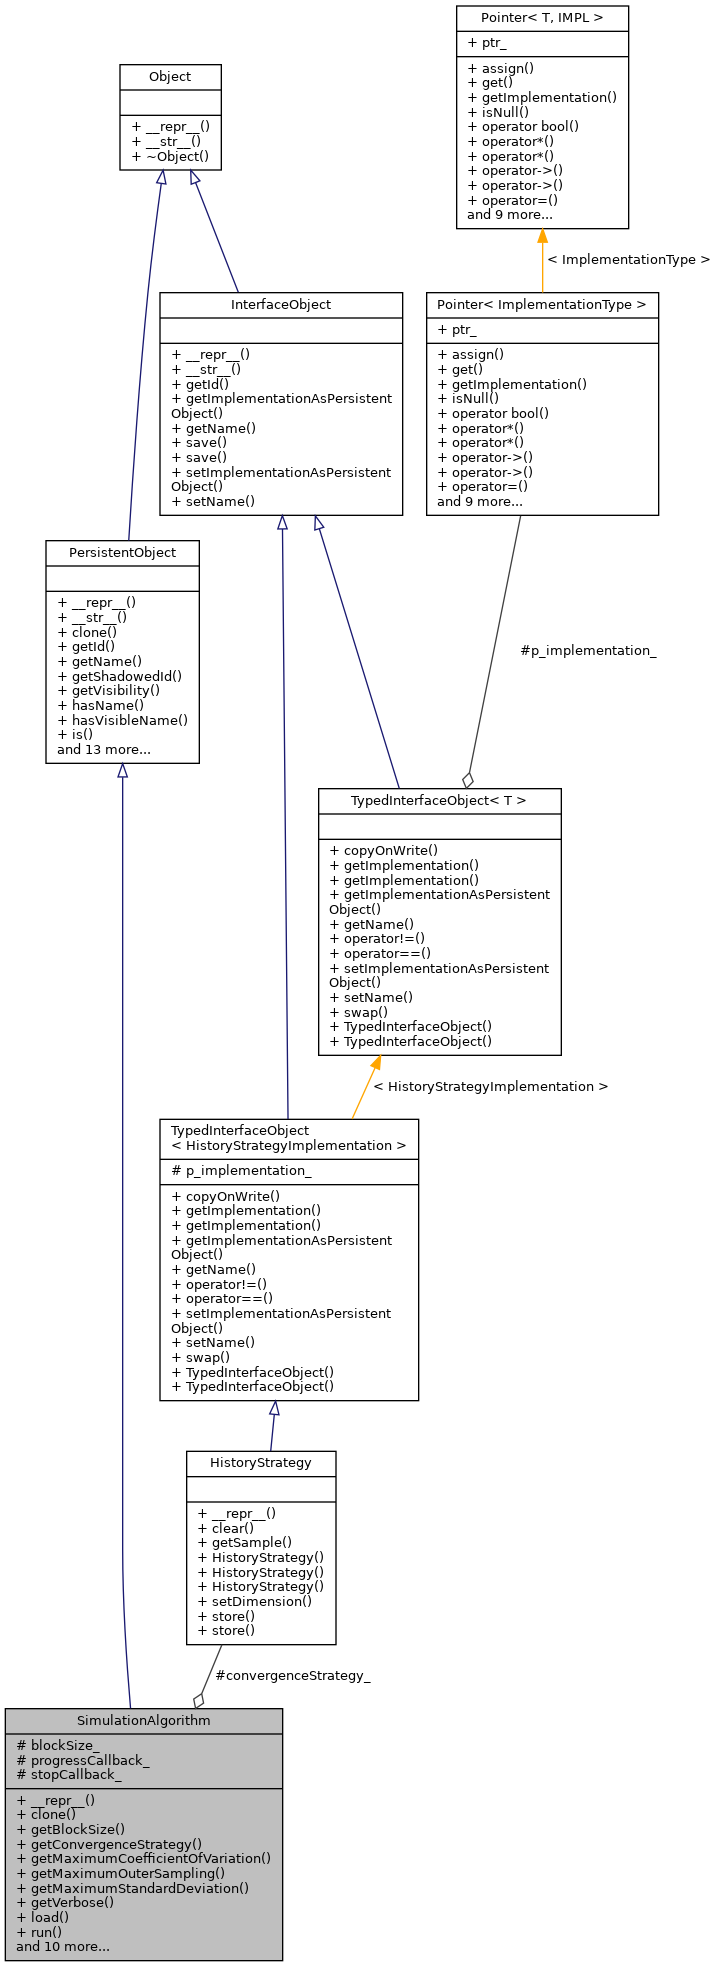 Pointer< T, IMPL >
+ ptr_
+ assign()
+ get()
+ getImplementation()
+ isNull()
+ operator bool()
+ operator*()
+ operator*()
+ operator->()
+ operator->()
+ operator=()
and 9 more...
Object
+ __repr__()
+ __str__()
+ ~Object()
< ImplementationType >
InterfaceObject
+ __repr__()
+ __str__()
+ getId()
+ getImplementationAsPersistent
Object()
+ getName()
+ save()
+ save()
+ setImplementationAsPersistent
Object()
+ setName()
Pointer< ImplementationType >
+ ptr_
+ assign()
+ get()
+ getImplementation()
+ isNull()
+ operator bool()
+ operator*()
+ operator*()
+ operator->()
+ operator->()
+ operator=()
and 9 more...
PersistentObject
+ __repr__()
+ __str__()
+ clone()
+ getId()
+ getName()
+ getShadowedId()
+ getVisibility()
+ hasName()
+ hasVisibleName()
+ is()
and 13 more...
#p_implementation_
TypedInterfaceObject< T >
+ copyOnWrite()
+ getImplementation()
+ getImplementation()
+ getImplementationAsPersistent
Object()
+ getName()
+ operator!=()
+ operator==()
+ setImplementationAsPersistent
Object()
+ setName()
+ swap()
+ TypedInterfaceObject()
+ TypedInterfaceObject()
< HistoryStrategyImplementation >
TypedInterfaceObject
< HistoryStrategyImplementation >
# p_implementation_
+ copyOnWrite()
+ getImplementation()
+ getImplementation()
+ getImplementationAsPersistent
Object()
+ getName()
+ operator!=()
+ operator==()
+ setImplementationAsPersistent
Object()
+ setName()
+ swap()
+ TypedInterfaceObject()
+ TypedInterfaceObject()
HistoryStrategy
+ __repr__()
+ clear()
+ getSample()
+ HistoryStrategy()
+ HistoryStrategy()
+ HistoryStrategy()
+ setDimension()
+ store()
+ store()
#convergenceStrategy_
SimulationAlgorithm
# blockSize_
# progressCallback_
# stopCallback_
+ __repr__()
+ clone()
+ getBlockSize()
+ getConvergenceStrategy()
+ getMaximumCoefficientOfVariation()
+ getMaximumOuterSampling()
+ getMaximumStandardDeviation()
+ getVerbose()
+ load()
+ run()
and 10 more...